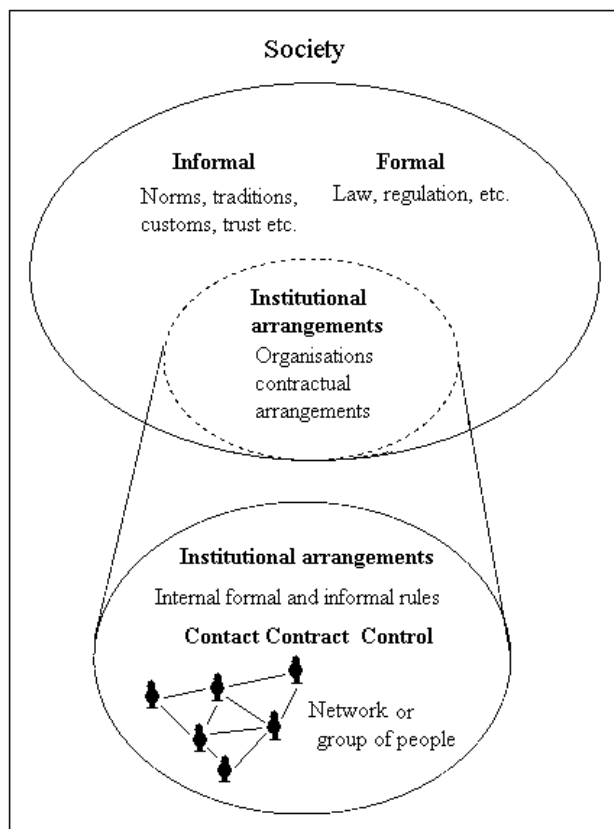 Society
Informal
Norms, traditions,
customs, trust etc.
Formal
Law, regulation, etc.
Institutional
arrangements
Organisations
contractual
arrangements
Institutional arrangements
Internal formal and informal rules
Contact Contract Control
Network or
group of people